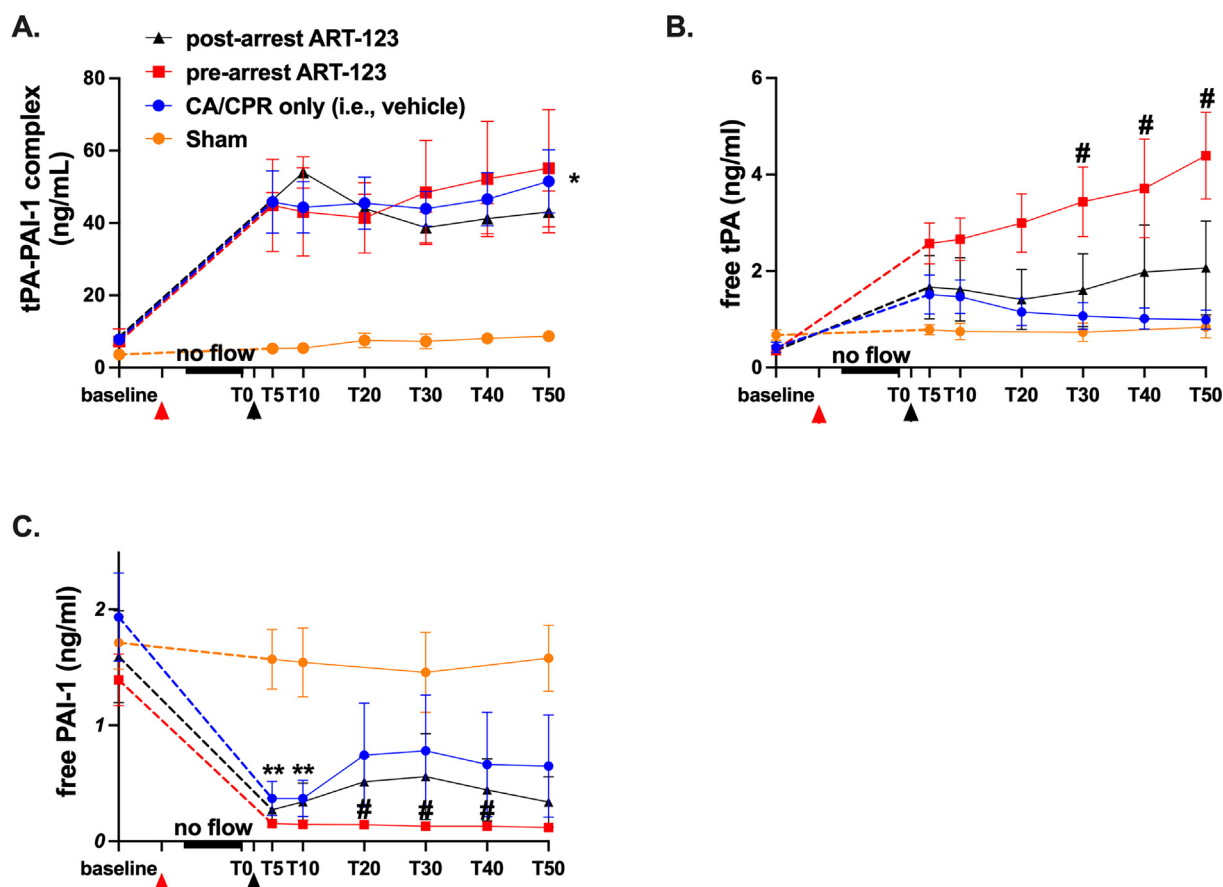 A.
post-arrest ART-123
pre-arrest ART-123
CA/CPR only (i.e., vehicle)
Sham
tPA-PAI-1 complex
(ng/mL)
80
60
40
20
0
*
no flow
baseline T0 T5 T10 T20 T30 T40 T50
B.
free tPA (ng/ml)
6
4
2
0
# # #
no flow
baseline T0 T5 T10 T20 T30 T40 T50
C.
free PAI-1 (ng/ml)
2
1
0
** **
# # #
no flow
baseline T0 T5 T10 T20 T30 T40 T50